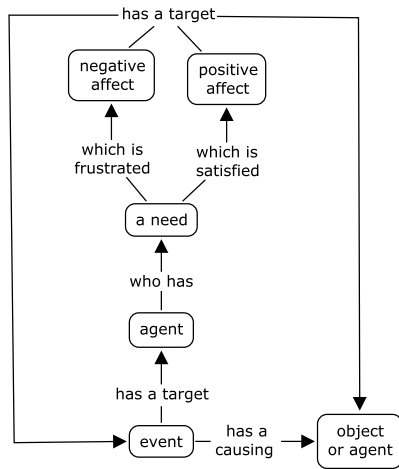 has a target
negative
affect
positive
affect
which is
frustrated
which is
satisfied
a need
who has
agent
has a target
event
has a
causing
object
or agent